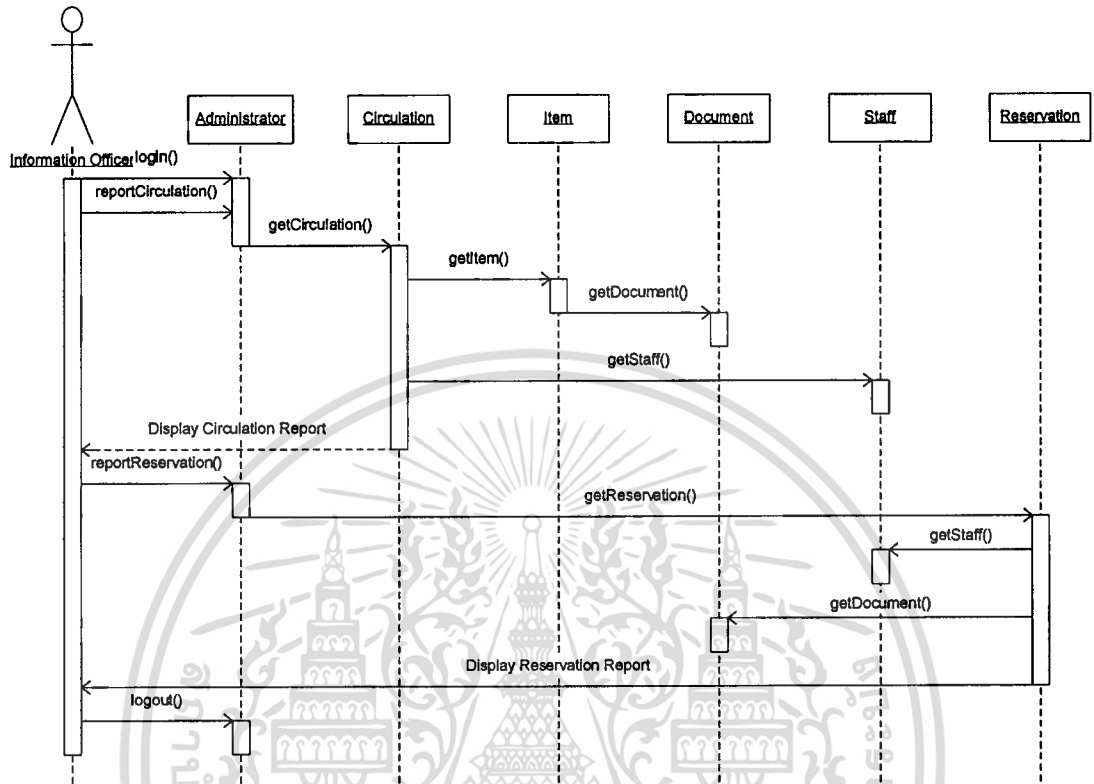 Administrator
Circulation
Item
Document
Staff
Reservation
Information Officer
login()
reportCirculation()
getCirculation()
getItem()
getDocument()
getStaff()
Display Circulation Report
reportReservation()
getReservation()
getStaff()
getDocument()
Display Reservation Report
logout()